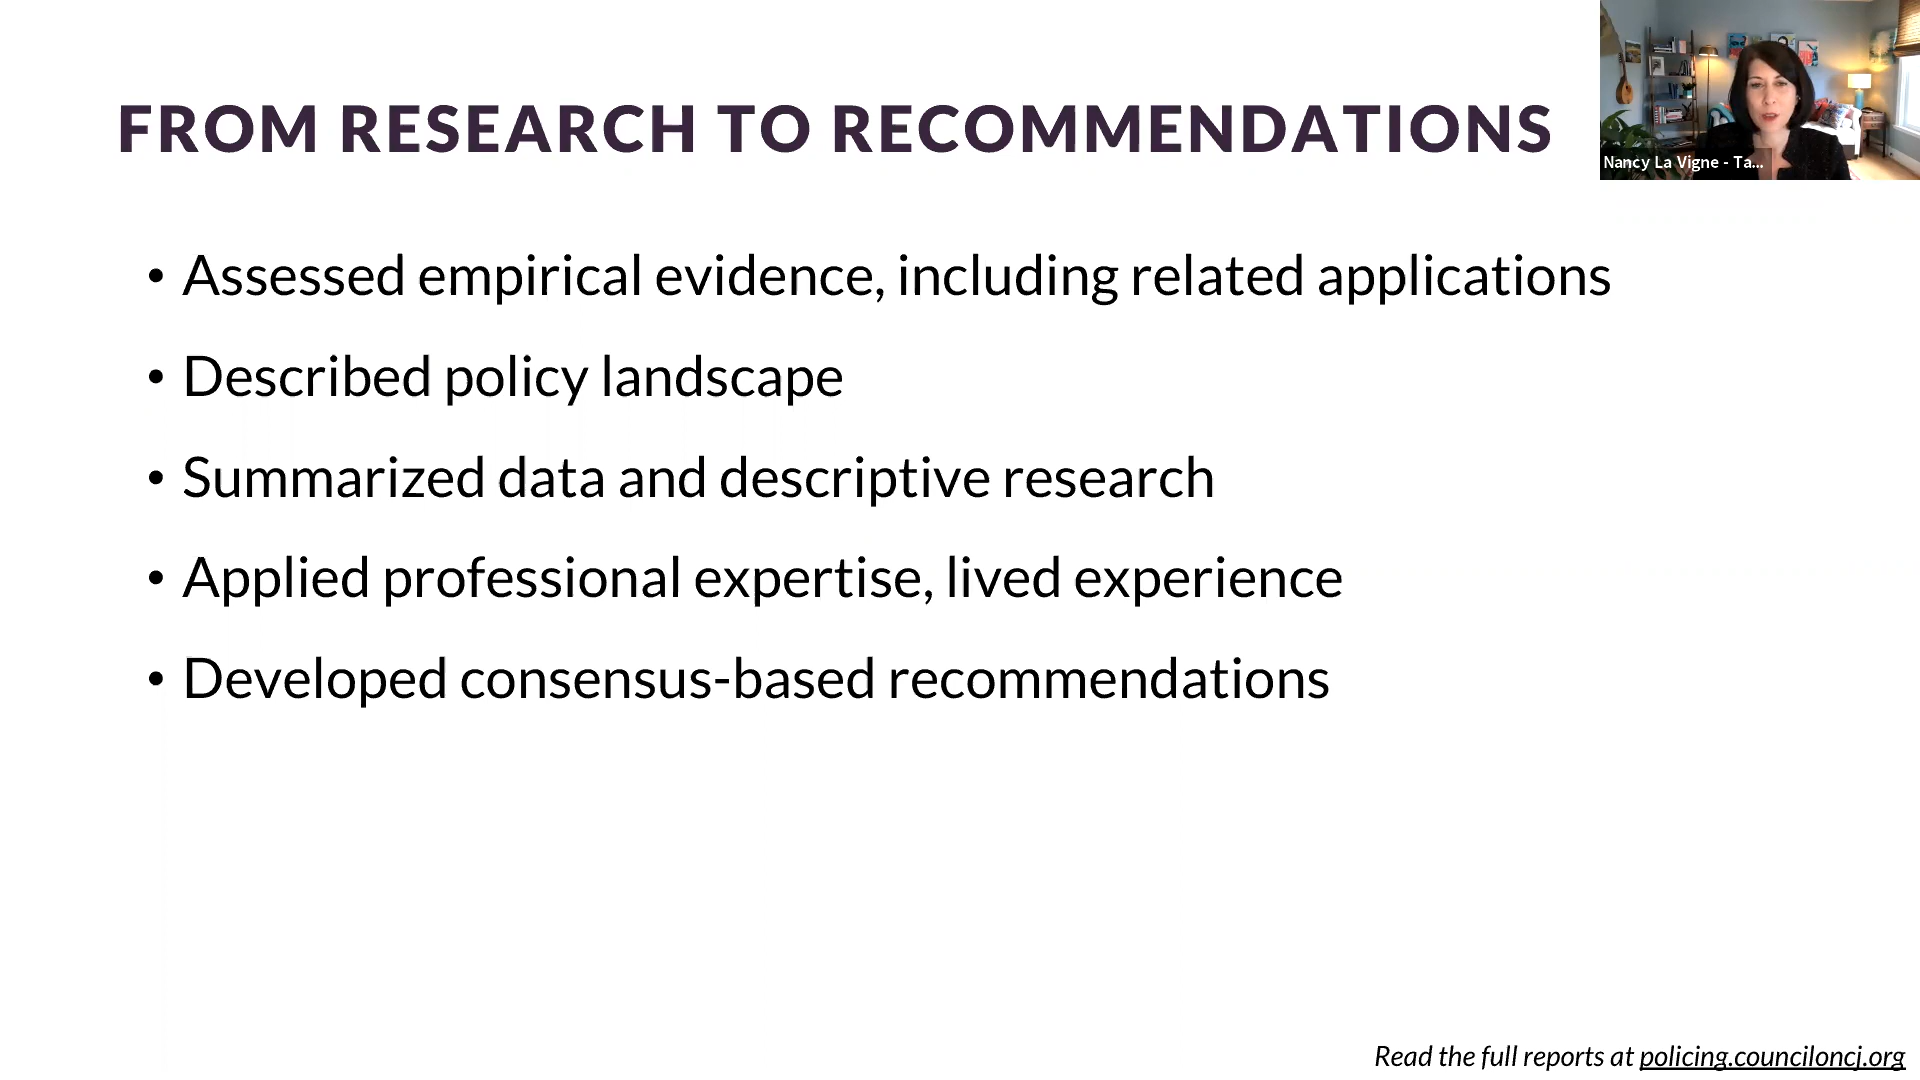 FROM RESEARCH TO RECOMMENDATIONS
Nancy La Vigne - Ta...
• Assessed empirical evidence, including related applications
• Described policy landscape
• Summarized data and descriptive research
• Applied professional expertise, lived experience
• Developed consensus-based recommendations
Read the full reports at policing.counciloncj.org